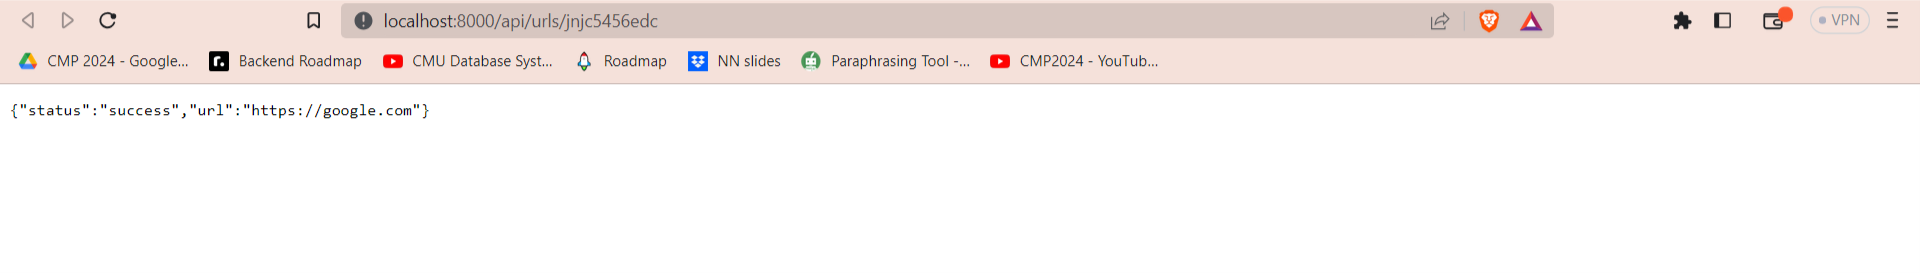 localhost:8000/api/urls/jnjc5456edc
VPN
CMP 2024 - Google...
Backend Roadmap
CMU Database Syst...
Roadmap
NN slides
Paraphrasing Tool -...
CMP2024 - YouTub...
{"status":"success","url":"https://google.com"}